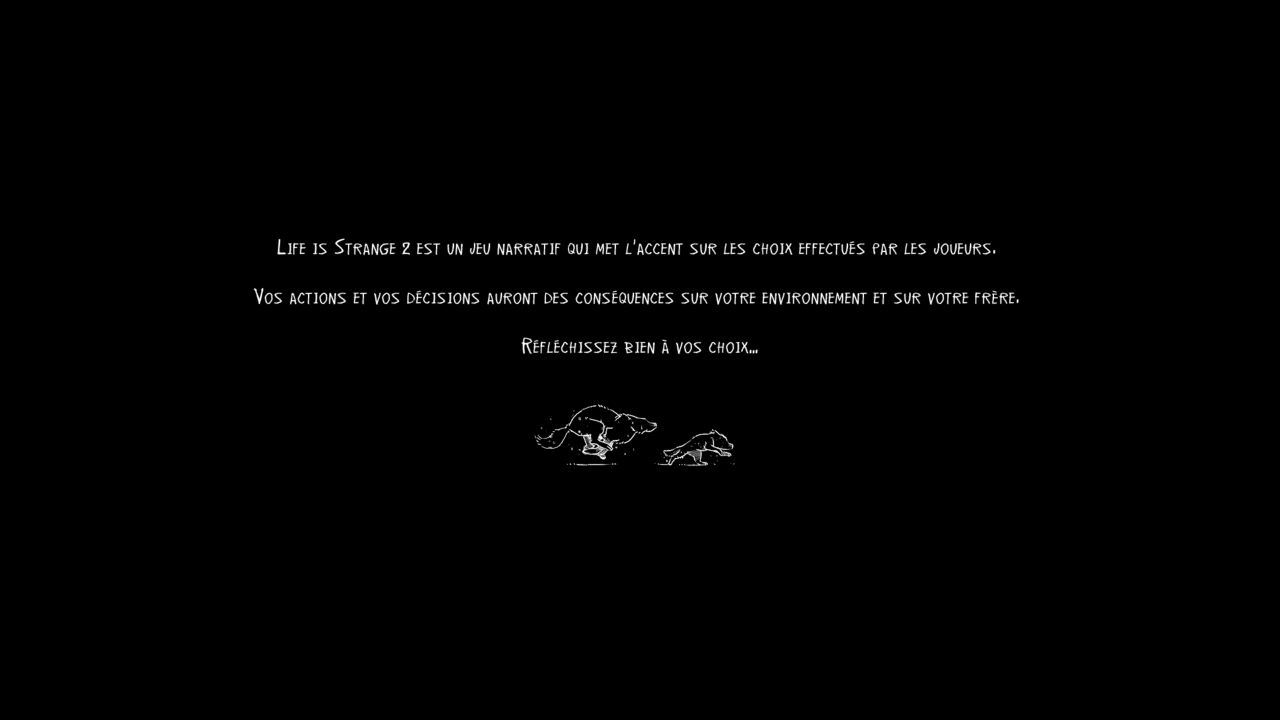 Life is Strange 2 est un jeu narratif qui met l'accent sur les choix effectués par les joueurs.
Vos actions et vos décisions auront des conséquences sur votre environnement et sur votre frère.
Réfléchissez bien à vos choix...